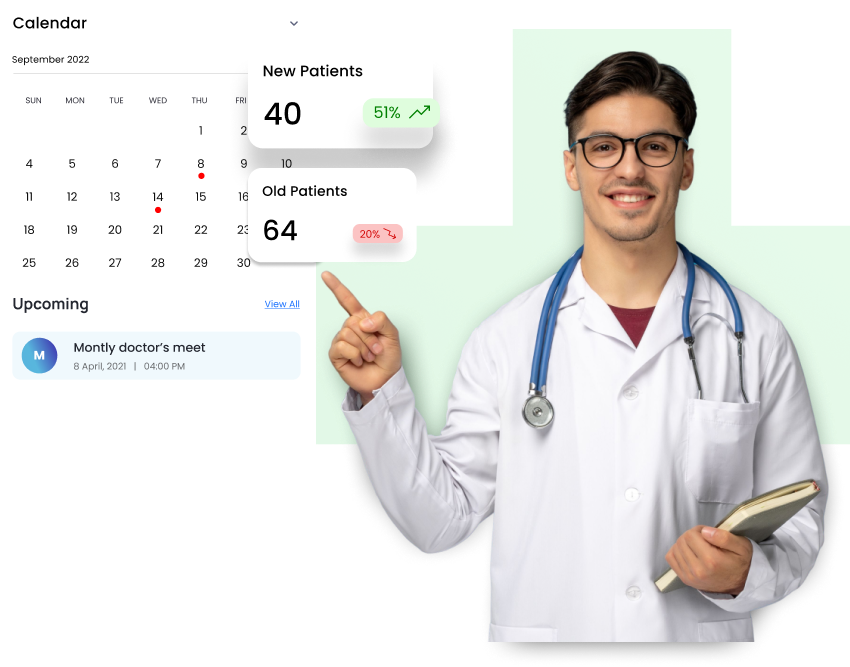 Calendar
September 2022
SUN MON TUE WED THU FRI
1 2
4 5 6 7 8 9 10
11 12 13 14 15 16
18 19 20 21 22 23
25 26 27 28 29 30
New Patients
40 51%
Old Patients
64 20%
Upcoming View All
M
Montly doctor’s meet
8 April, 2021 | 04:00 PM